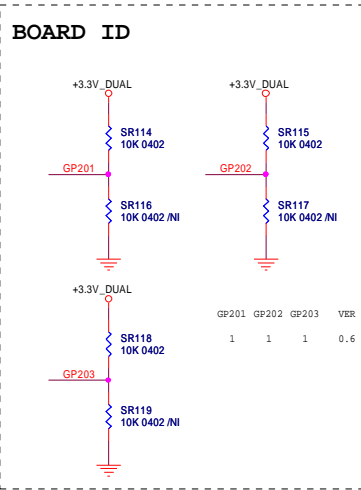 BOARD ID
+3.3V_DUAL
SR114
10K 0402
GP201
SR116
10K 0402 /NI
+3.3V_DUAL
SR115
10K 0402
GP202
SR117
10K 0402 /NI
+3.3V_DUAL
SR118
10K 0402
GP203
SR119
10K 0402 /NI
GP201 GP202 GP203 VER
1 1 1 0.6